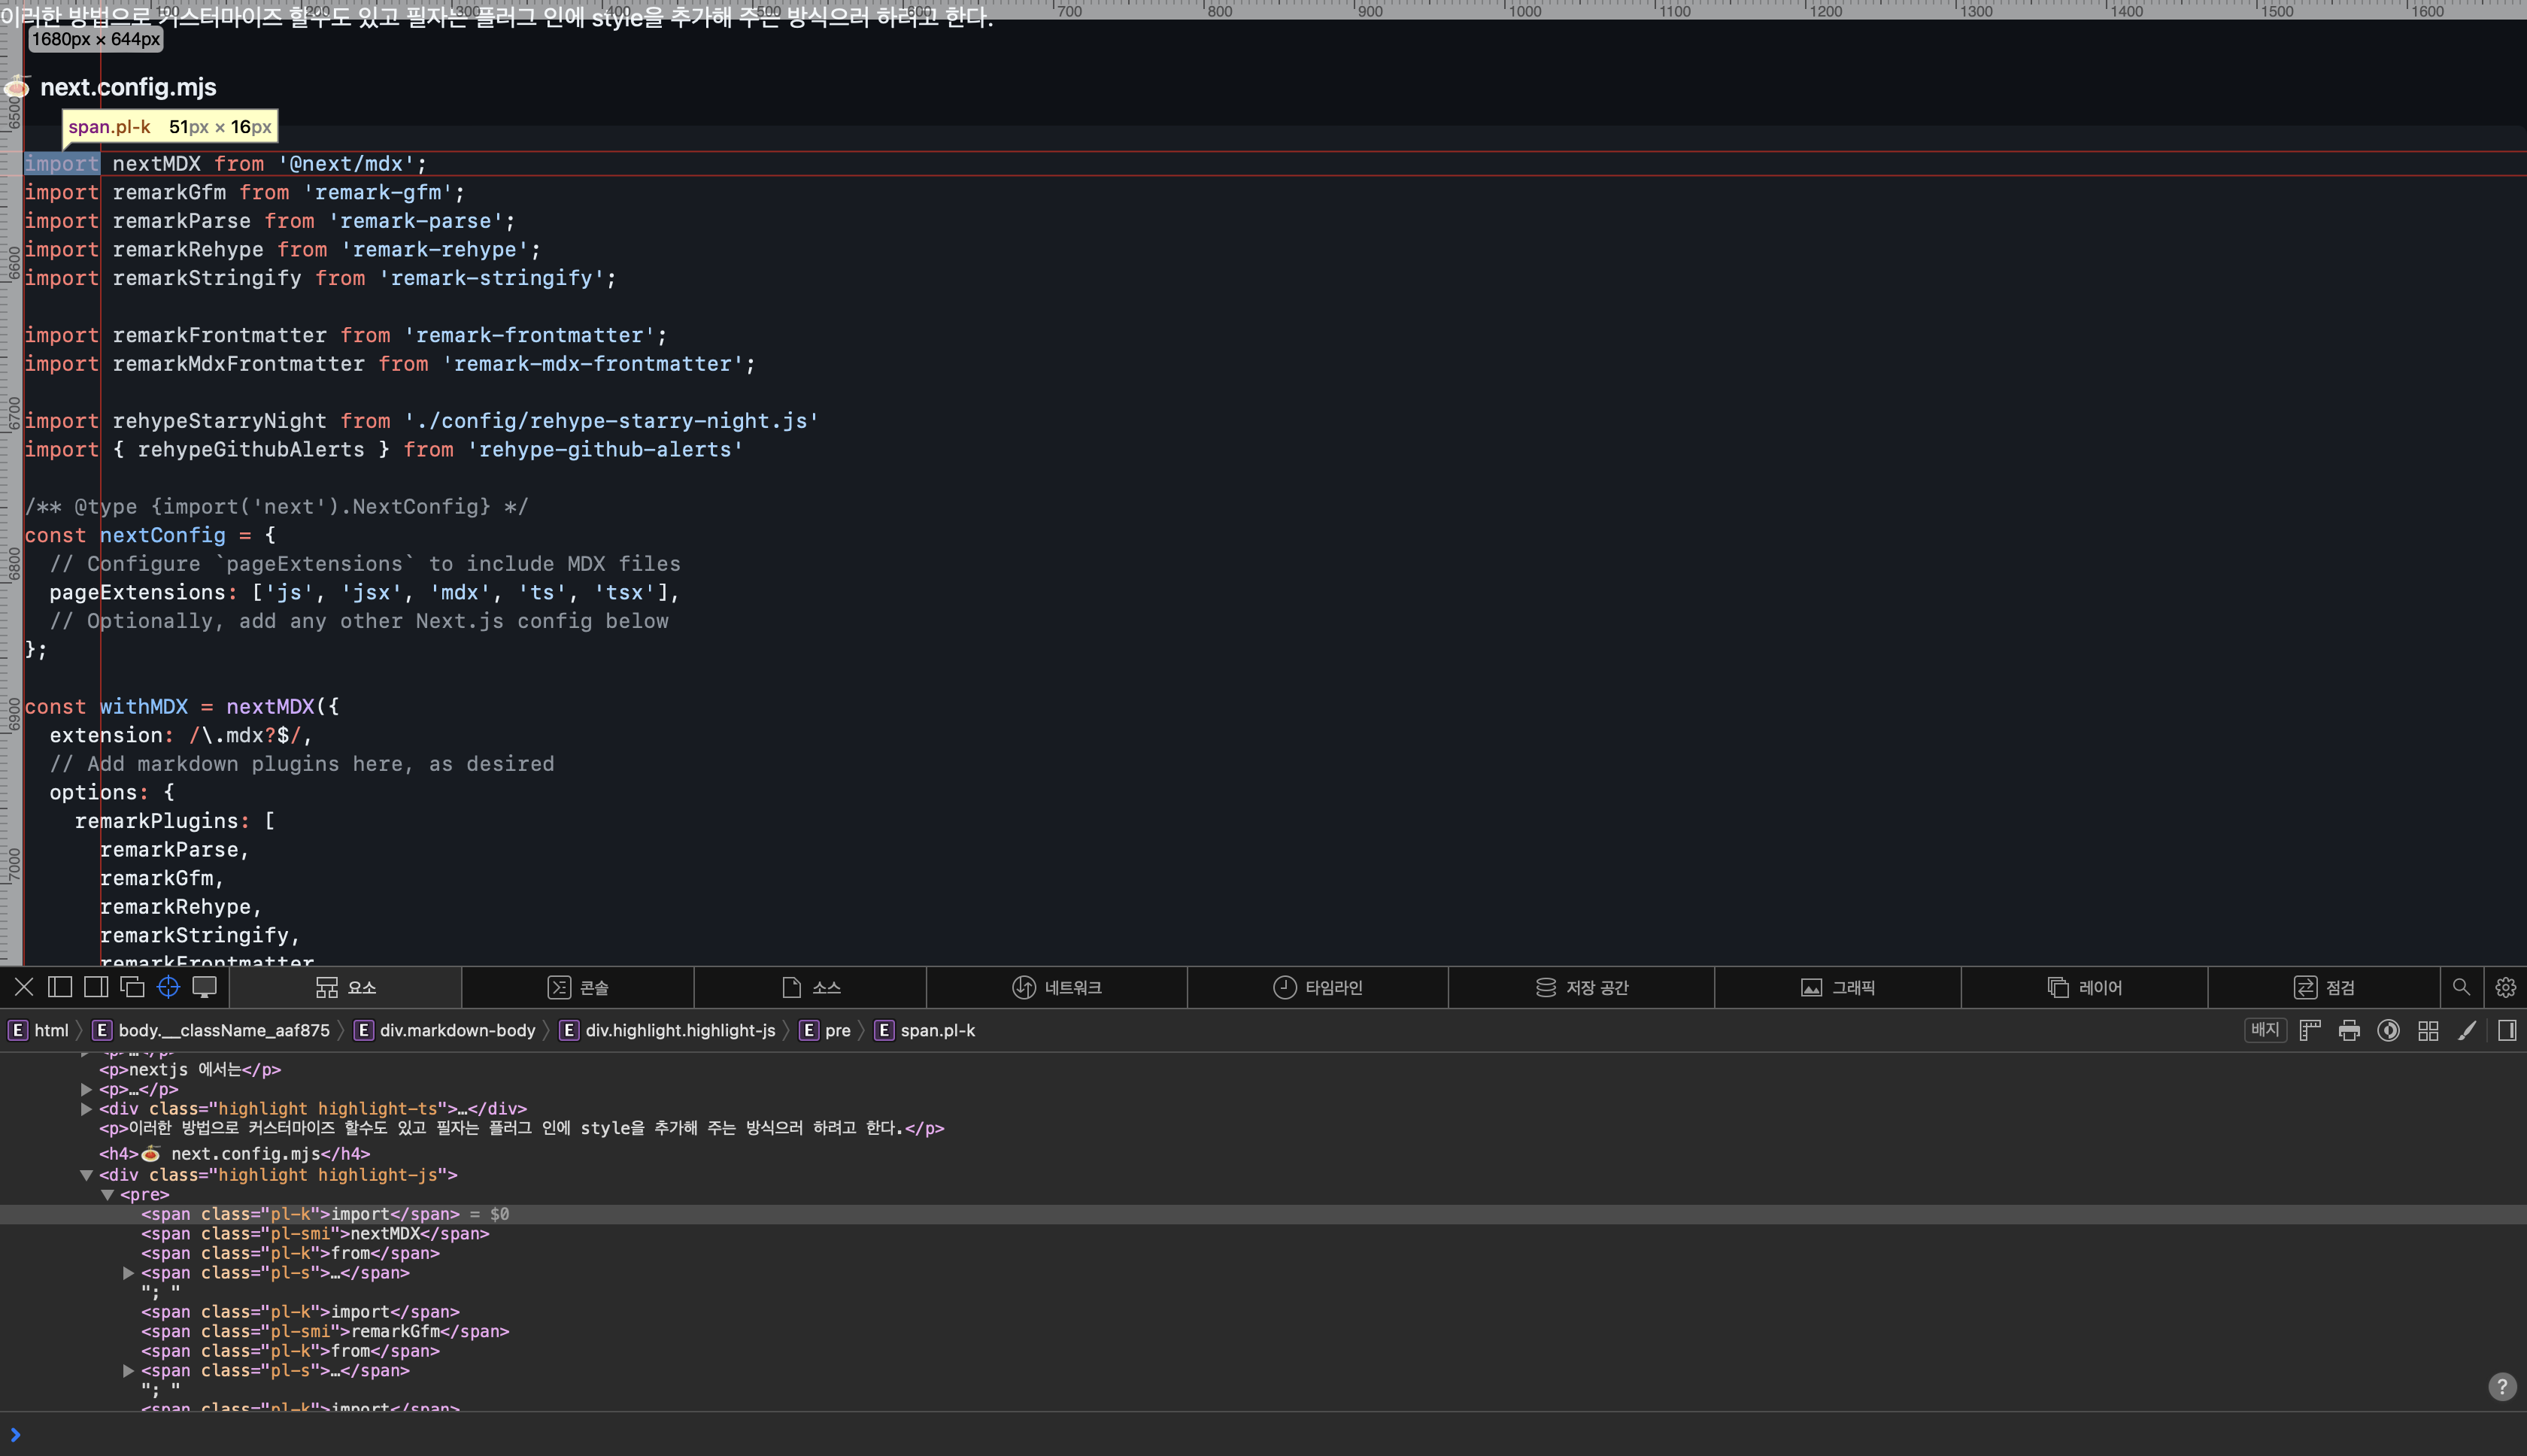 이러한 방법으로 커스터마이즈 할수도 있고 필자는 플러그 인에 style을 추가해 주는 방식으러 하려고 한다.
100 200 300 400 500 600 700 800 900 1000 1100 1200 1300 1400 1500 1600
1680px × 644px
🍝 next.config.mjs
6500
span.pl-k 51px × 16px
import nextMDX from '@next/mdx';
import remarkGfm from 'remark-gfm';
import remarkParse from 'remark-parse';
6600
import remarkRehype from 'remark-rehype';
import remarkStringify from 'remark-stringify';
import remarkFrontmatter from 'remark-frontmatter';
import remarkMdxFrontmatter from 'remark-mdx-frontmatter';
6700
import rehypeStarryNight from './config/rehype-starry-night.js'
import { rehypeGithubAlerts } from 'rehype-github-alerts'
/** @type {import('next').NextConfig} */
const nextConfig = {
6800
  // Configure `pageExtensions` to include MDX files
  pageExtensions: ['js', 'jsx', 'mdx', 'ts', 'tsx'],
  // Optionally, add any other Next.js config below
};
6900
const withMDX = nextMDX({
  extension: /\.mdx?$/,
  // Add markdown plugins here, as desired
  options: {
    remarkPlugins: [
7000
      remarkParse,
      remarkGfm,
      remarkRehype,
      remarkStringify,
      remarkFrontmatter
요소 콘솔 소스 네트워크 타임라인 저장 공간 그래픽 레이어 점검
E html E body.__className_aaf875 E div.markdown-body E div.highlight.highlight-js E pre E span.pl-k 배지
<p>…</p>
<p>nextjs 에서는</p>
<p>…</p>
<div class="highlight highlight-ts">…</div>
<p>이러한 방법으로 커스터마이즈 할수도 있고 필자는 플러그 인에 style을 추가해 주는 방식으러 하려고 한다.</p>
<h4>🍝 next.config.mjs</h4>
<div class="highlight highlight-js">
<pre>
<span class="pl-k">import</span> = $0
<span class="pl-smi">nextMDX</span>
<span class="pl-k">from</span>
<span class="pl-s">…</span>
"; "
<span class="pl-k">import</span>
<span class="pl-smi">remarkGfm</span>
<span class="pl-k">from</span>
<span class="pl-s">…</span>
"; "
<span class="pl-k">import</span>
?